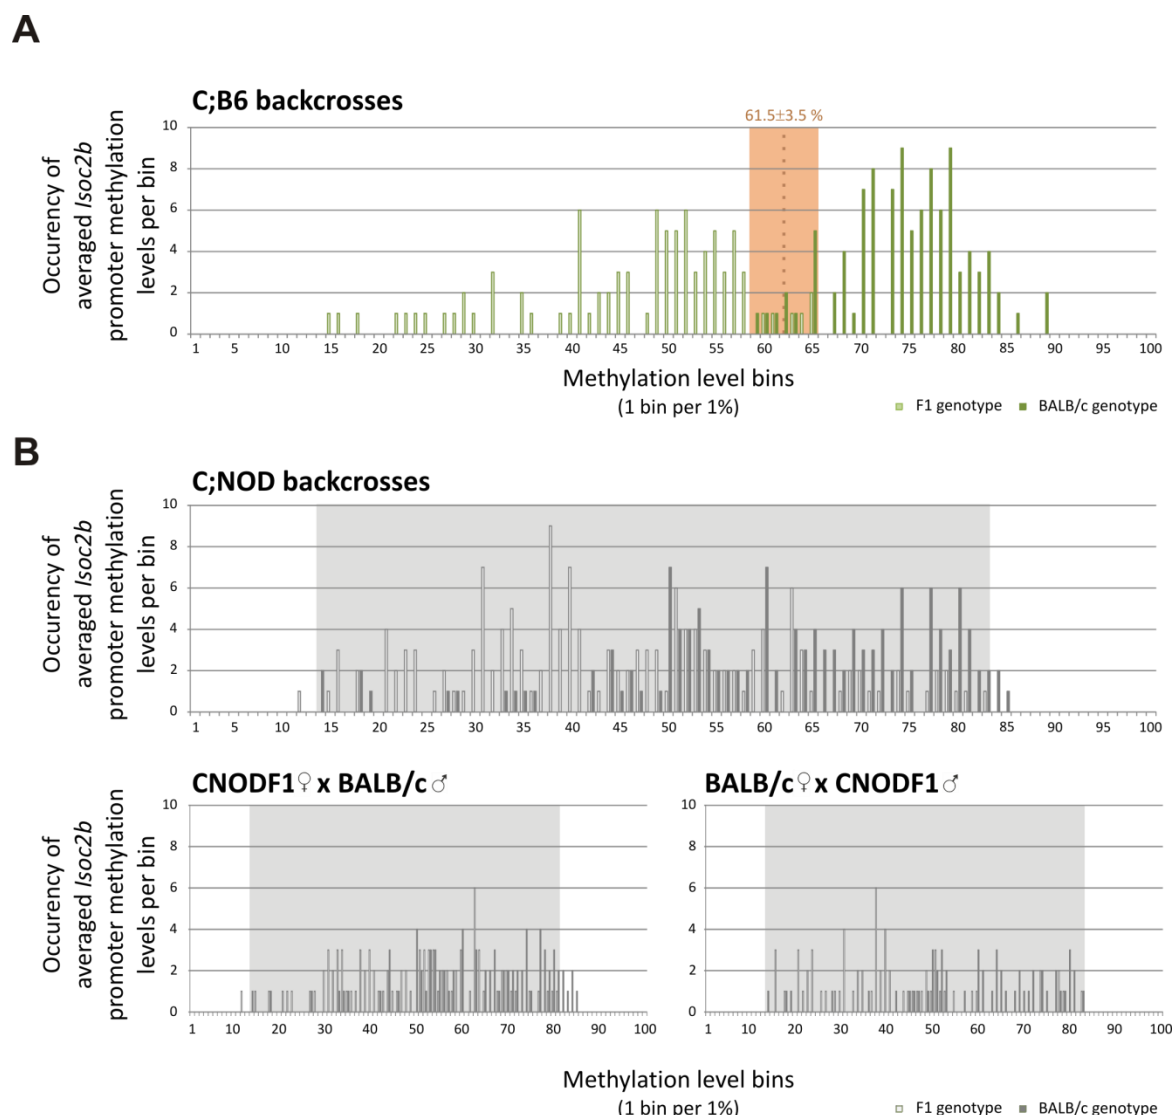 A
C;B6 backcrosses
61.5±3.5 %
Occurency of
averaged Isoc2b
promoter methylation
levels per bin
10
8
6
4
2
0
1 5 10 15 20 25 30 35 40 45 50 55 60 65 70 75 80 85 90 95 100
Methylation level bins
(1 bin per 1%)
F1 genotype BALB/c genotype
B
C;NOD backcrosses
Occurency of
averaged Isoc2b
promoter methylation
levels per bin
10
8
6
4
2
0
1 5 10 15 20 25 30 35 40 45 50 55 60 65 70 75 80 85 90 95 100
CNODF1♀ x BALB/c♂
BALB/c♀ x CNODF1♂
Occurency of
averaged Isoc2b
promoter methylation
levels per bin
10
8
6
4
2
0
1 10 20 30 40 50 60 70 80 90 100
10
8
6
4
2
0
1 10 20 30 40 50 60 70 80 90 100
Methylation level bins
(1 bin per 1%)
F1 genotype BALB/c genotype